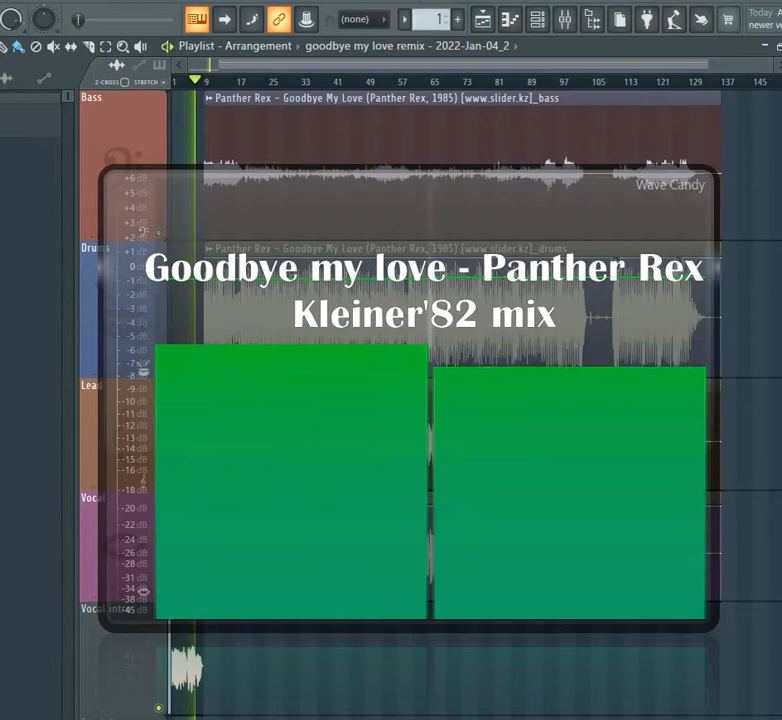 (none)
1
Today
newer ve
Playlist - Arrangement › goodbye my love remix - 2022-Jan-04_2 ›
Z-CROSS STRETCH
1 9 17 25 33 41 49 57 65 73 81 89 97 105 113 121 129 137 145
Bass
Panther Rex - Goodbye My Love (Panther Rex, 1985) [www.slider.kz]_bass
Wave Candy
+6 dB
+5 dB
+4 dB
+3 dB
+2 dB
+1 dB
Drums
Panther Rex - Goodbye My Love (Panther Rex, 1985) [www.slider.kz]_drums
0 dB
Goodbye my love - Panther Rex
-1 dB
-2 dB
-3 dB
Kleiner'82 mix
-4 dB
-5 dB
-6 dB
-7 dB
-8 dB
Lead
-9 dB
-10 dB
-11 dB
-12 dB
-13 dB
-14 dB
-15 dB
-16 dB
-18 dB
Vocal
-20 dB
-22 dB
-24 dB
-26 dB
-28 dB
-31 dB
-34 dB
-38 dB
Vocal intro
-45 dB